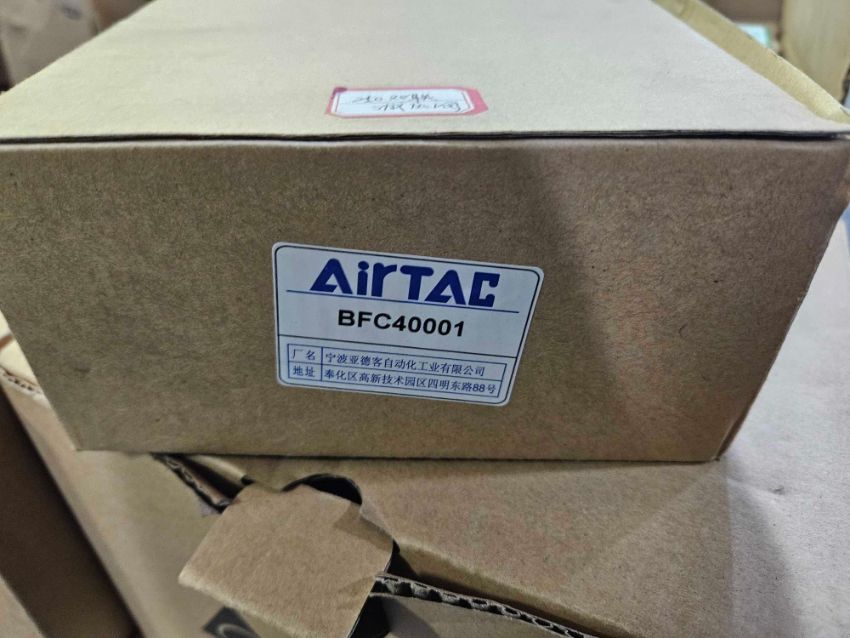 AirTAC
BFC40001
厂名 宁波亚德客自动化工业有限公司
地址 奉化区高新技术园区四明东路88号